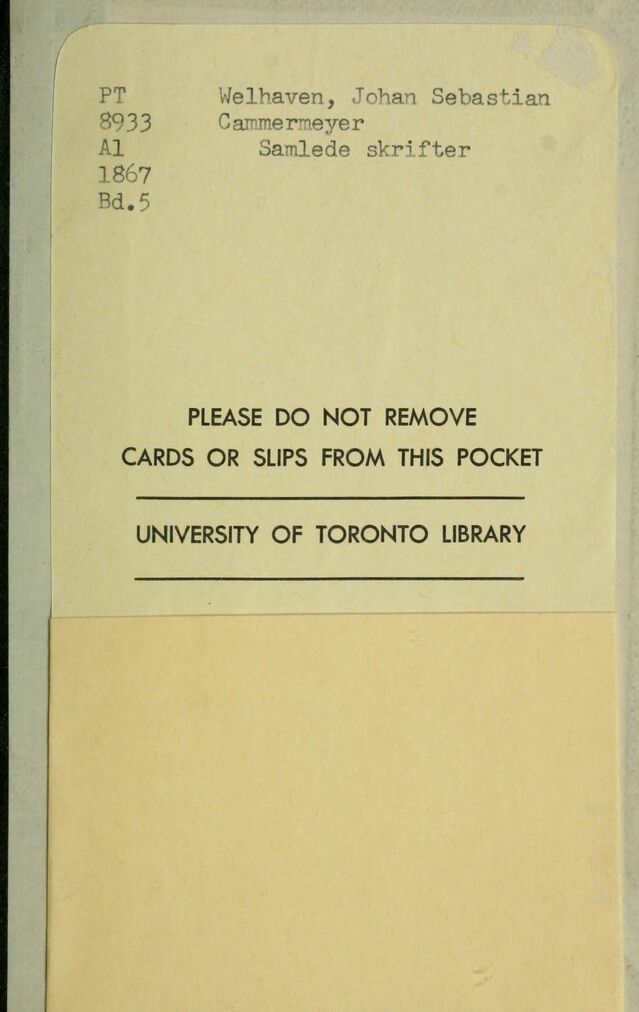 PT Welhaven, Johan Sebastian
8933 Cammermeyer
A1 Samlede skrifter
1867
Bd.5
PLEASE DO NOT REMOVE
CARDS OR SLIPS FROM THIS POCKET
UNIVERSITY OF TORONTO LIBRARY